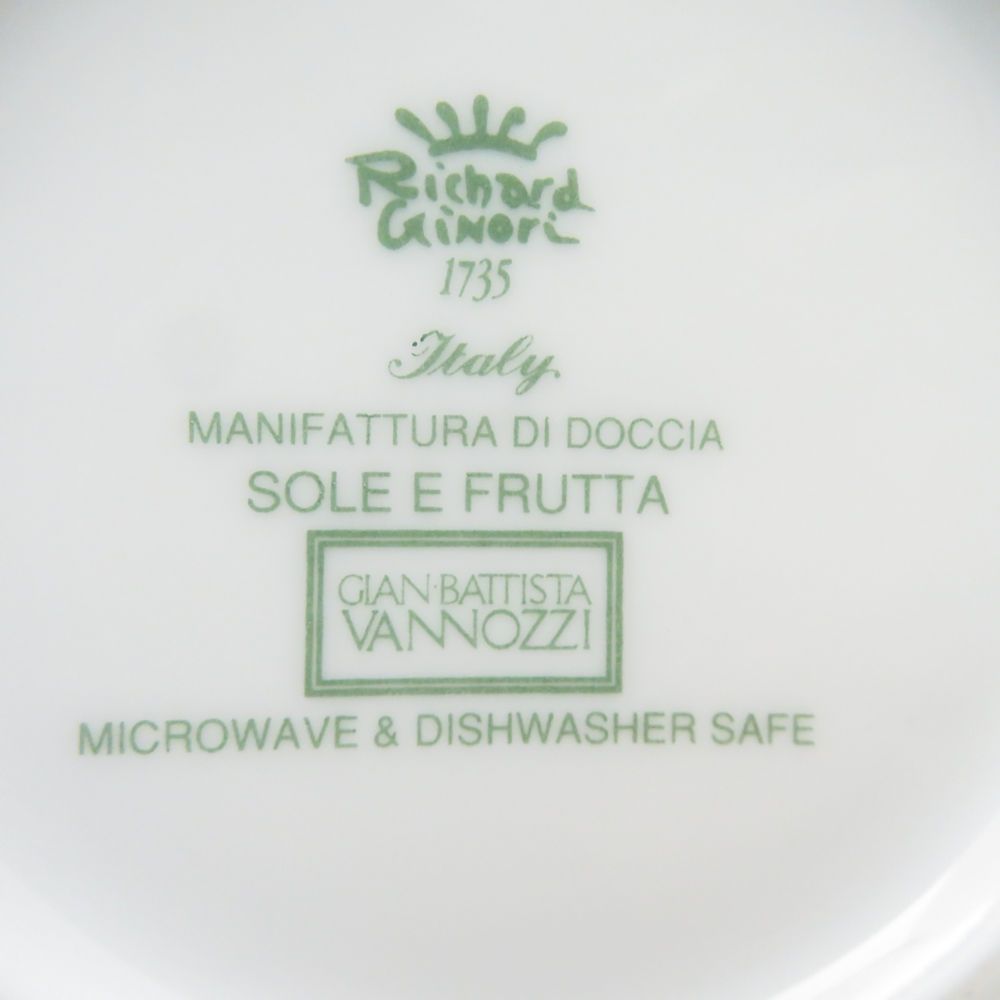 Richard
Ginori
1735
Italy
MANIFATTURA DI DOCCIA
SOLE E FRUTTA
GIAN·BATTISTA
VANNOZZI
MICROWAVE & DISHWASHER SAFE